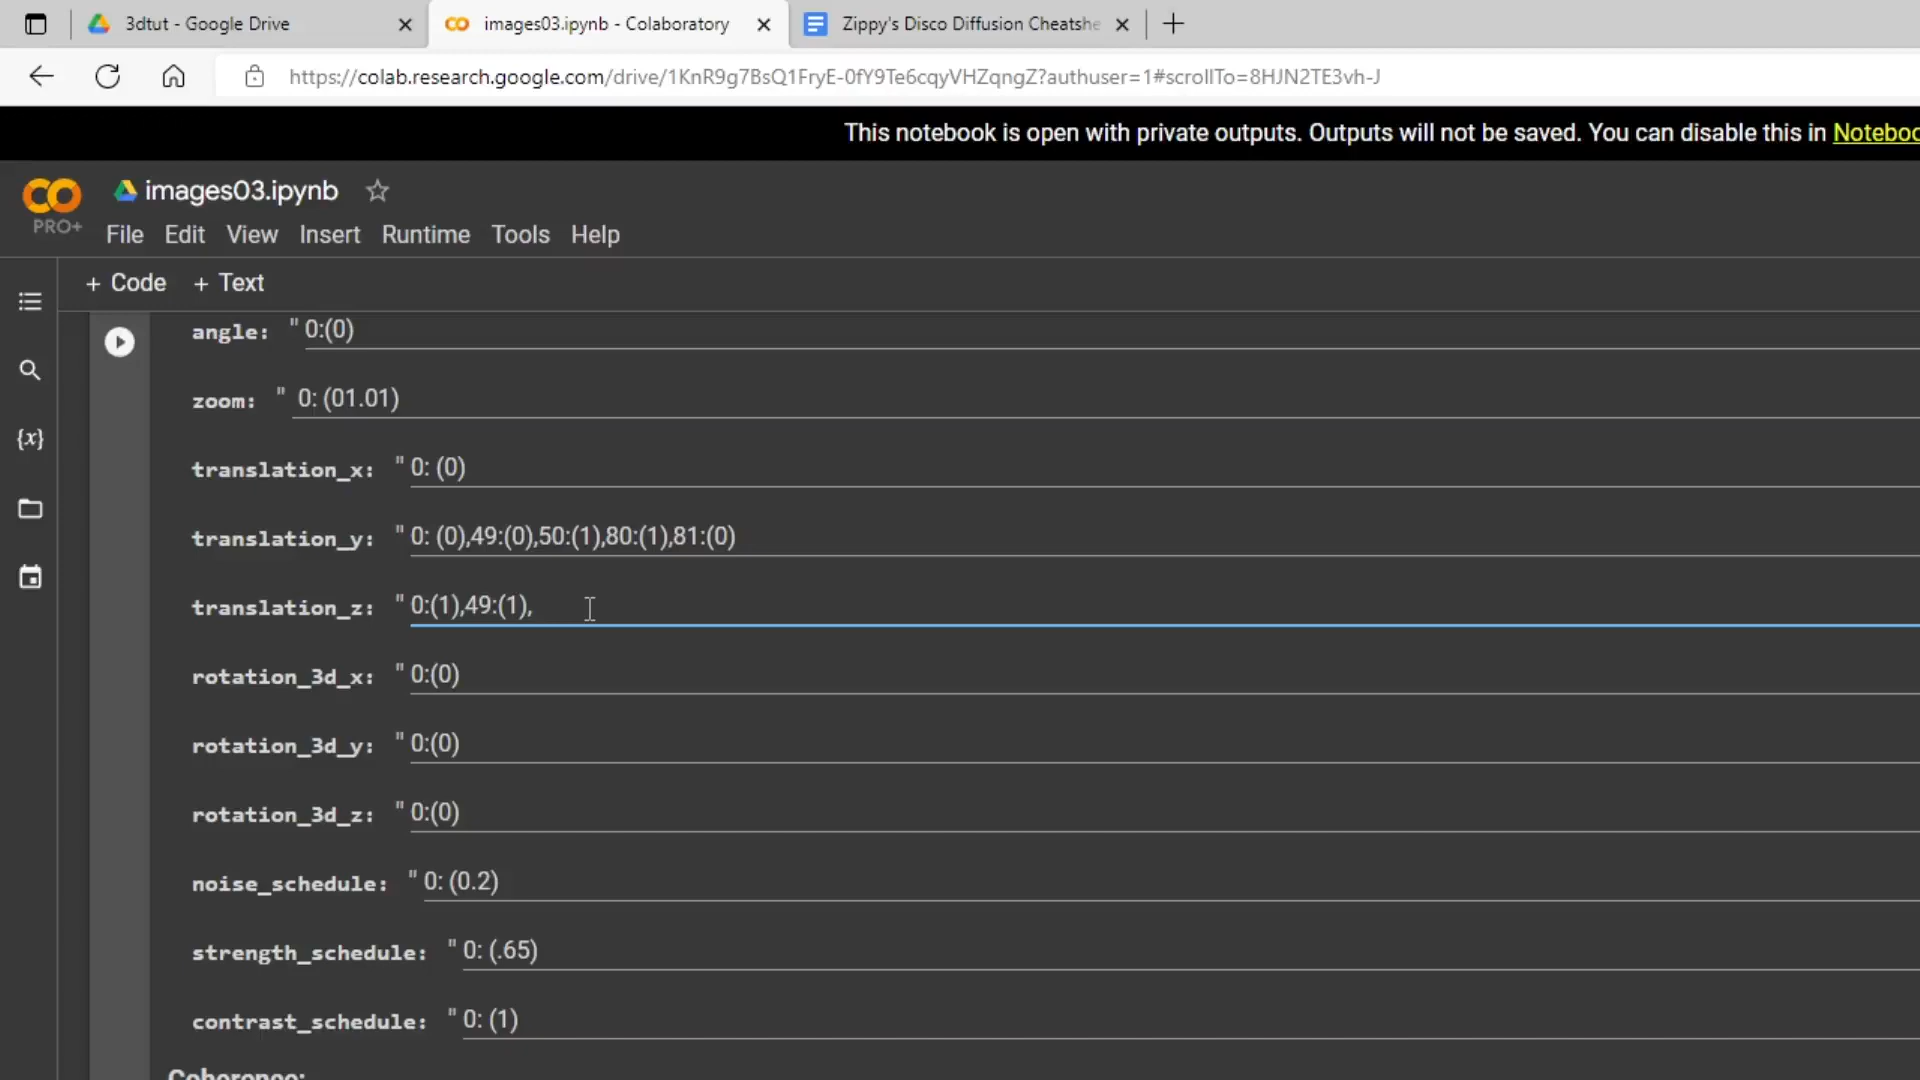 3dtut - Google Drive
images03.ipynb - Colaboratory
Zippy's Disco Diffusion Cheatshe
https://colab.research.google.com/drive/1KnR9g7BsQ1FryE-0fY9Te6cqyVHZqngZ?authuser=1#scrollTo=8HJN2TE3vh-J
This notebook is open with private outputs. Outputs will not be saved. You can disable this in Noteboo
images03.ipynb
PRO+
File Edit View Insert Runtime Tools Help
+ Code + Text
angle: " 0:(0)
zoom: " 0: (01.01)
translation_x: " 0: (0)
translation_y: " 0: (0),49:(0),50:(1),80:(1),81:(0)
translation_z: " 0:(1),49:(1),
rotation_3d_x: " 0:(0)
rotation_3d_y: " 0:(0)
rotation_3d_z: " 0:(0)
noise_schedule: " 0: (0.2)
strength_schedule: " 0: (.65)
contrast_schedule: " 0: (1)
Coherence: